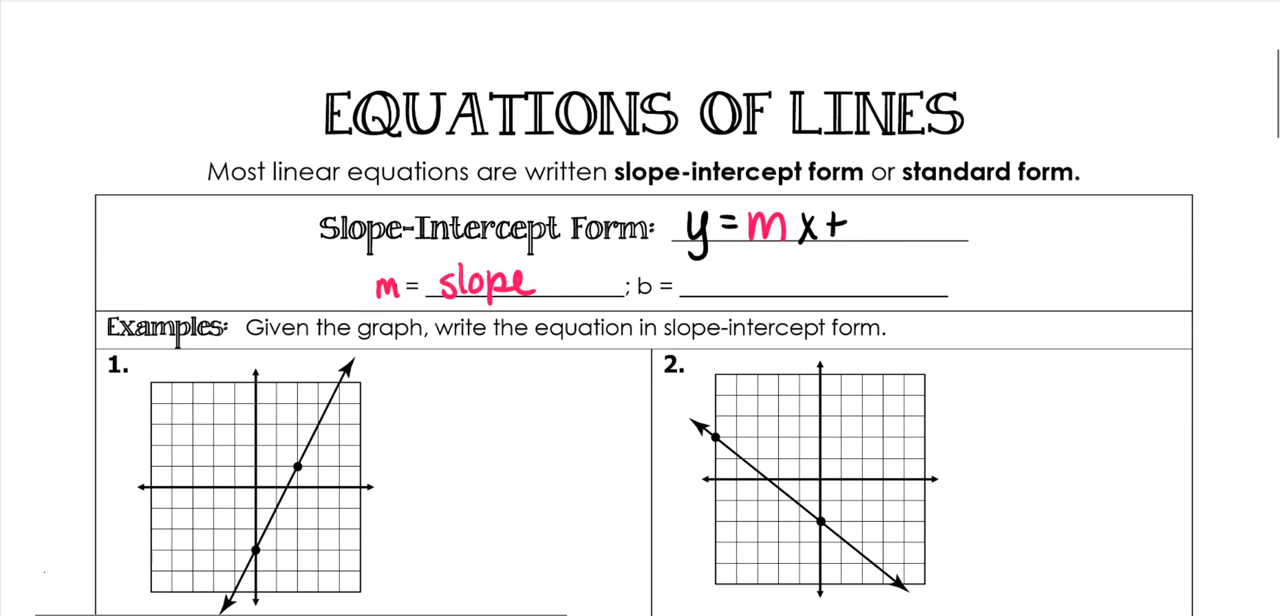 EQUATIONS OF LINES
Most linear equations are written slope-intercept form or standard form.
Slope-Intercept Form: y = mx +
m = slope ; b =
Examples: Given the graph, write the equation in slope-intercept form.
1.
2.